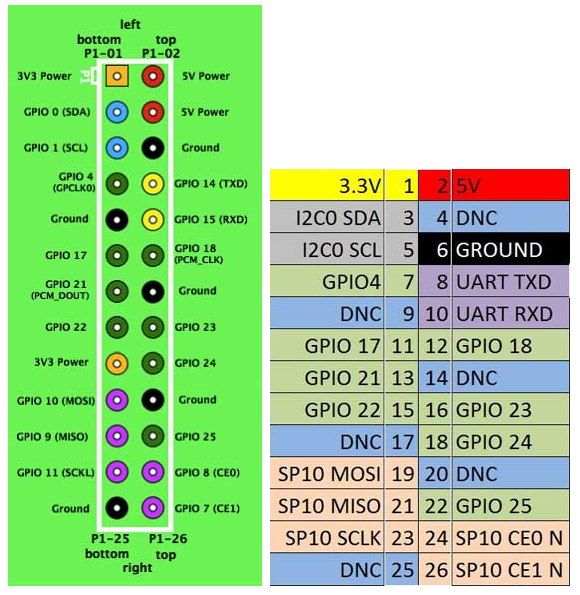 left
bottom top
P1-01 P1-02
3V3 Power P1 5V Power
GPIO 0 (SDA) 5V Power
GPIO 1 (SCL) Ground
GPIO 4
(GPCLK0) GPIO 14 (TXD)
Ground GPIO 15 (RXD)
GPIO 17 GPIO 18
(PCM_CLK)
GPIO 21
(PCM_DOUT) Ground
GPIO 22 GPIO 23
3V3 Power GPIO 24
GPIO 10 (MOSI) Ground
GPIO 9 (MISO) GPIO 25
GPIO 11 (SCKL) GPIO 8 (CE0)
Ground GPIO 7 (CE1)
P1-25 P1-26
bottom top
right
3.3V 1 2 5V
I2C0 SDA 3 4 DNC
I2C0 SCL 5 6 GROUND
GPIO4 7 8 UART TXD
DNC 9 10 UART RXD
GPIO 17 11 12 GPIO 18
GPIO 21 13 14 DNC
GPIO 22 15 16 GPIO 23
DNC 17 18 GPIO 24
SP10 MOSI 19 20 DNC
SP10 MISO 21 22 GPIO 25
SP10 SCLK 23 24 SP10 CE0 N
DNC 25 26 SP10 CE1 N